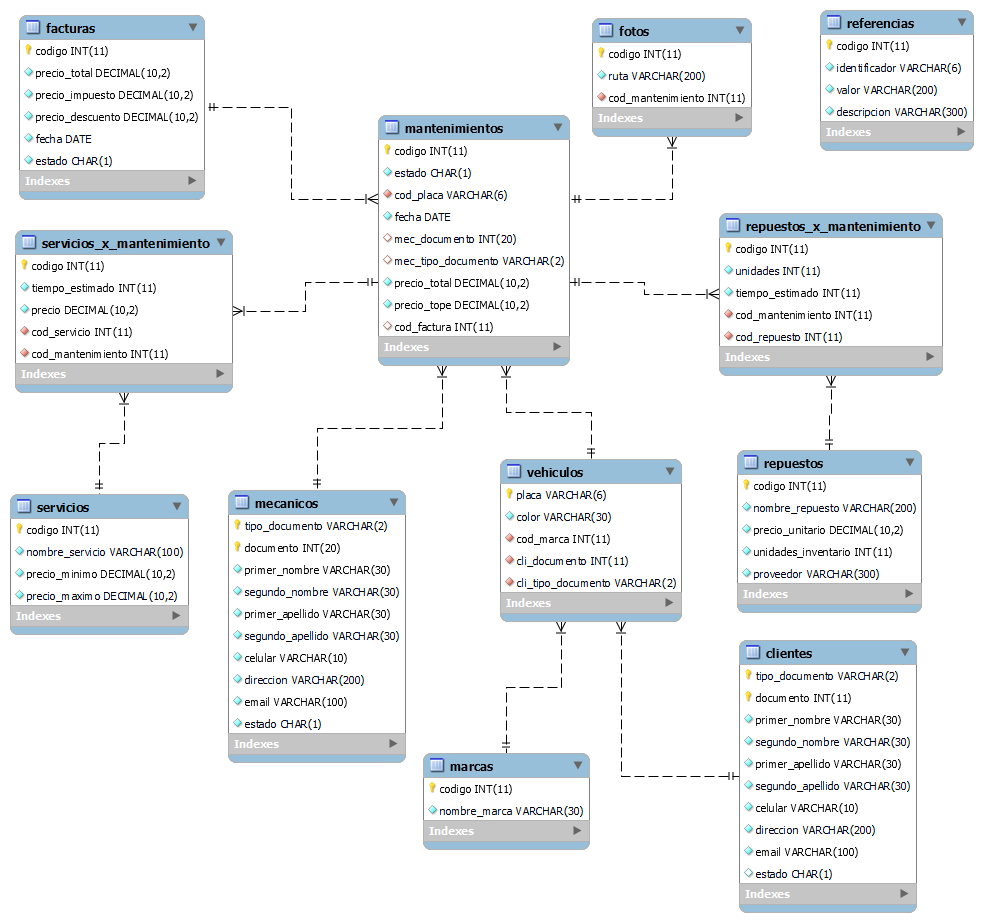 facturas
codigo INT(11)
precio_total DECIMAL(10,2)
precio_impuesto DECIMAL(10,2)
precio_descuento DECIMAL(10,2)
fecha DATE
estado CHAR(1)
Indexes
fotos
codigo INT(11)
ruta VARCHAR(200)
cod_mantenimiento INT(11)
Indexes
referencias
codigo INT(11)
identificador VARCHAR(6)
valor VARCHAR(200)
descripcion VARCHAR(300)
Indexes
mantenimientos
codigo INT(11)
estado CHAR(1)
cod_placa VARCHAR(6)
fecha DATE
mec_documento INT(20)
mec_tipo_documento VARCHAR(2)
precio_total DECIMAL(10,2)
precio_tope DECIMAL(10,2)
cod_factura INT(11)
Indexes
servicios_x_mantenimiento
codigo INT(11)
tiempo_estimado INT(11)
precio DECIMAL(10,2)
cod_servicio INT(11)
cod_mantenimiento INT(11)
Indexes
repuestos_x_mantenimiento
codigo INT(11)
unidades INT(11)
tiempo_estimado INT(11)
cod_mantenimiento INT(11)
cod_repuesto INT(11)
Indexes
servicios
codigo INT(11)
nombre_servicio VARCHAR(100)
precio_minimo DECIMAL(10,2)
precio_maximo DECIMAL(10,2)
Indexes
mecanicos
tipo_documento VARCHAR(2)
documento INT(20)
primer_nombre VARCHAR(30)
segundo_nombre VARCHAR(30)
primer_apellido VARCHAR(30)
segundo_apellido VARCHAR(30)
celular VARCHAR(10)
direccion VARCHAR(200)
email VARCHAR(100)
estado CHAR(1)
Indexes
vehiculos
placa VARCHAR(6)
color VARCHAR(30)
cod_marca INT(11)
cli_documento INT(11)
cli_tipo_documento VARCHAR(2)
Indexes
repuestos
codigo INT(11)
nombre_repuesto VARCHAR(200)
precio_unitario DECIMAL(10,2)
unidades_inventario INT(11)
proveedor VARCHAR(300)
Indexes
marcas
codigo INT(11)
nombre_marca VARCHAR(30)
Indexes
clientes
tipo_documento VARCHAR(2)
documento INT(11)
primer_nombre VARCHAR(30)
segundo_nombre VARCHAR(30)
primer_apellido VARCHAR(30)
segundo_apellido VARCHAR(30)
celular VARCHAR(10)
direccion VARCHAR(200)
email VARCHAR(100)
estado CHAR(1)
Indexes